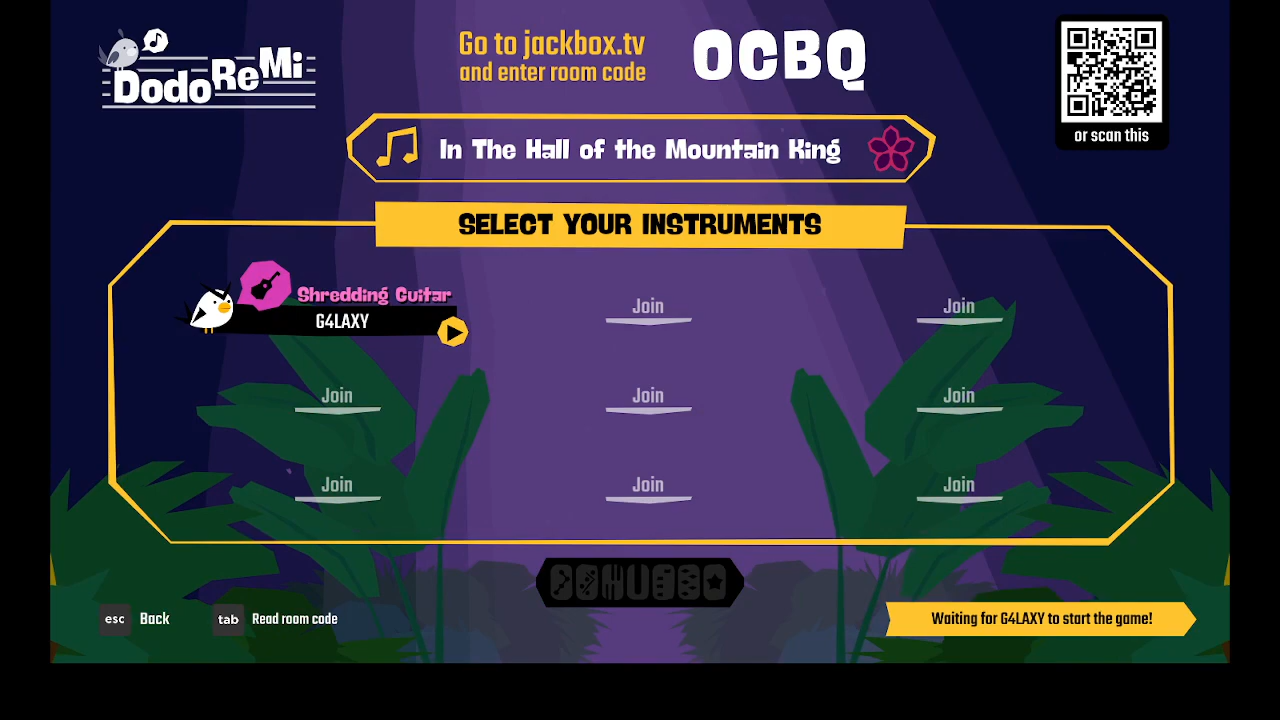 DodoReMi
Go to jackbox.tv
and enter room code
OCBQ
or scan this
In The Hall of the Mountain King
SELECT YOUR INSTRUMENTS
Shredding Guitar
G4LAXY
Join
Join
Join
Join
Join
Join
Join
Join
esc Back
tab Read room code
Waiting for G4LAXY to start the game!